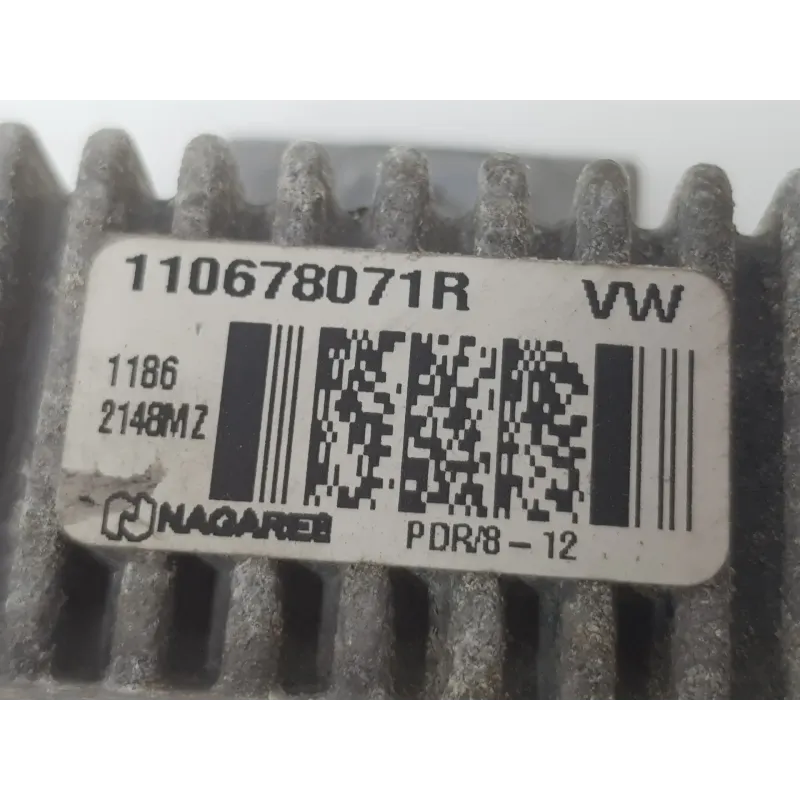 110678071R VW
1186
2148MZ
NAGARES PDR/8-12